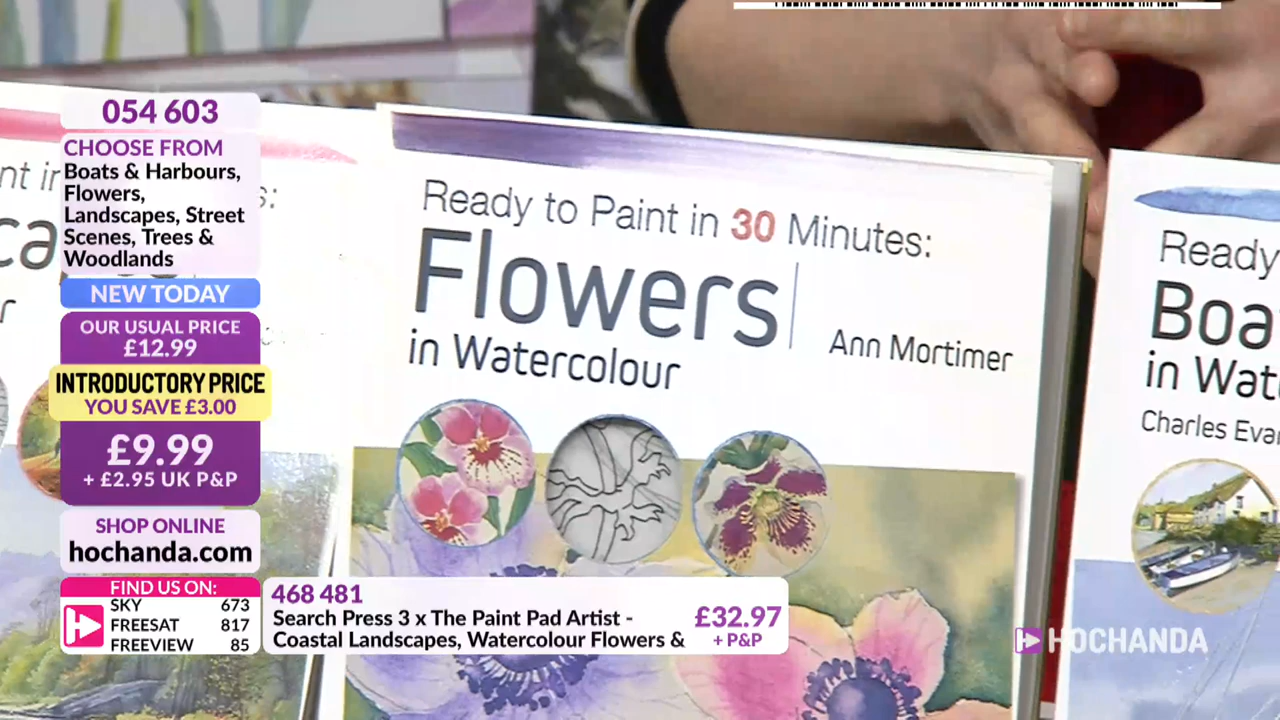 054 603
CHOOSE FROM
Boats & Harbours,
Flowers,
Landscapes, Street
Scenes, Trees &
Woodlands
NEW TODAY
OUR USUAL PRICE
£12.99
INTRODUCTORY PRICE
YOU SAVE £3.00
£9.99
+ £2.95 UK P&P
SHOP ONLINE
hochanda.com
FIND US ON:
SKY 673
FREESAT 817
FREEVIEW 85
468 481
Search Press 3 x The Paint Pad Artist -
Coastal Landscapes, Watercolour Flowers &
£32.97
+ P&P
Ready to Paint in 30 Minutes:
Flowers
in Watercolour
Ann Mortimer
Ready
Boa
in Wat
Charles Evan
HOCHANDA